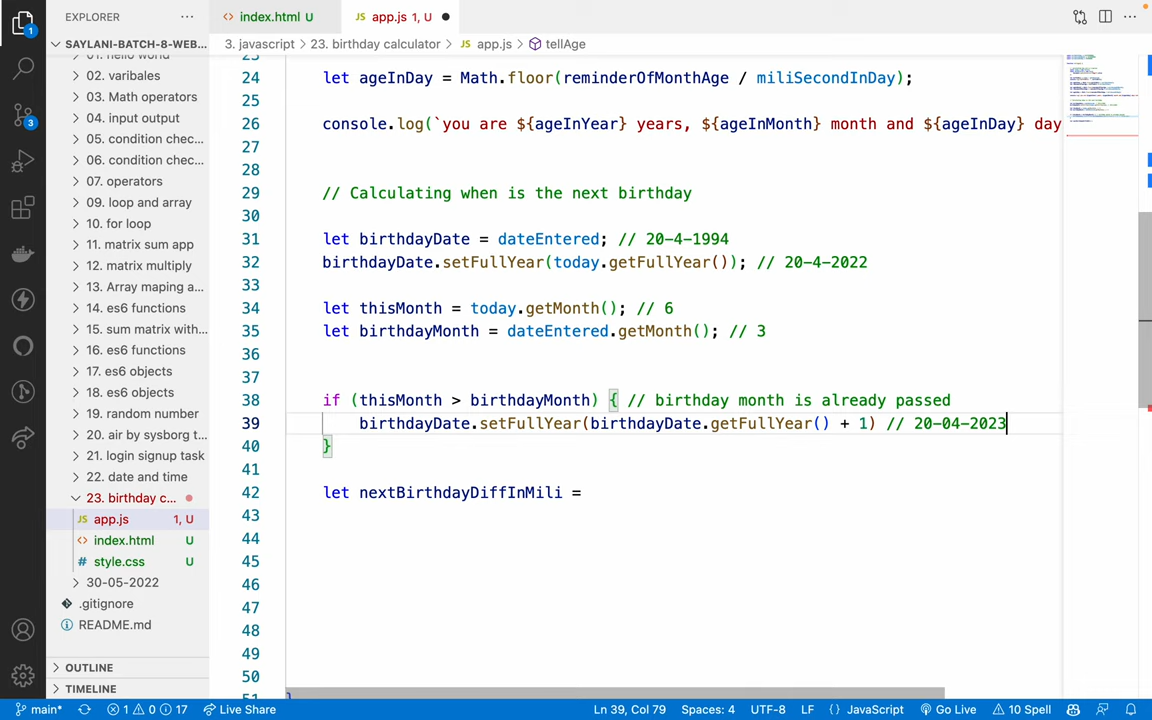 EXPLORER
index.html U
app.js 1, U
SAYLANI-BATCH-8-WEB...
3. javascript > 23. birthday calculator > JS app.js > tellAge
02. varibales
03. Math operators
04. input output
05. condition chec...
06. condition chec...
07. operators
09. loop and array
10. for loop
11. matrix sum app
12. matrix multiply
13. Array maping a...
14. es6 functions
15. sum matrix with...
16. es6 functions
17. es6 objects
18. es6 objects
19. random number
20. air by sysborg t...
21. login signup task
22. date and time
23. birthday c...
JS app.js 1, U
index.html U
# style.css U
30-05-2022
.gitignore
README.md
OUTLINE
TIMELINE
24 let ageInDay = Math.floor(reminderOfMonthAge / miliSecondInDay);
25
26 console.log(`you are ${ageInYear} years, ${ageInMonth} month and ${ageInDay} day
27
28
29 // Calculating when is the next birthday
30
31 let birthdayDate = dateEntered; // 20-4-1994
32 birthdayDate.setFullYear(today.getFullYear()); // 20-4-2022
33
34 let thisMonth = today.getMonth(); // 6
35 let birthdayMonth = dateEntered.getMonth(); // 3
36
37
38 if (thisMonth > birthdayMonth) { // birthday month is already passed
39 birthdayDate.setFullYear(birthdayDate.getFullYear() + 1) // 20-04-2023
40 }
41
42 let nextBirthdayDiffInMili =
43
44
45
46
47
48
49
50
main* 1 0 17 Live Share Ln 39, Col 79 Spaces: 4 UTF-8 LF {} JavaScript Go Live 10 Spell